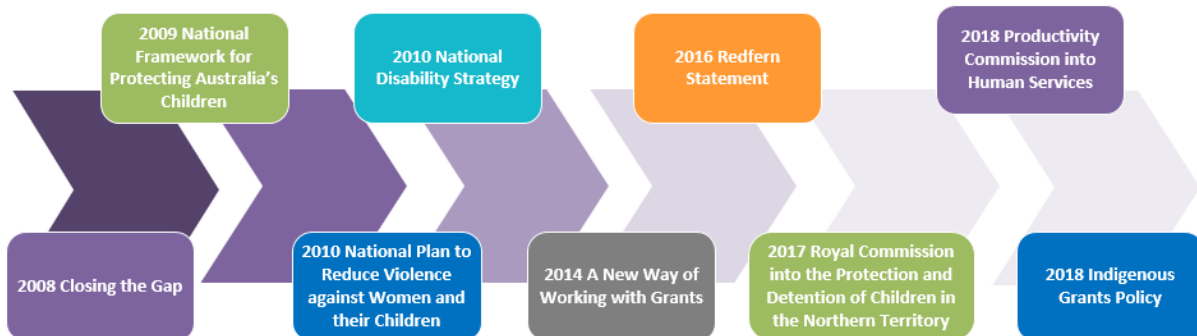 2009 National
Framework for
Protecting Australia's
Children
2010 National
Disability Strategy
2016 Redfern
Statement
2018 Productivity
Commission into
Human Services
2008 Closing the Gap
2010 National Plan to
Reduce Violence
against Women and
their Children
2014 A New Way of
Working with Grants
2017 Royal Commission
into the Protection and
Detention of Children in
the Northern Territory
2018 Indigenous
Grants Policy